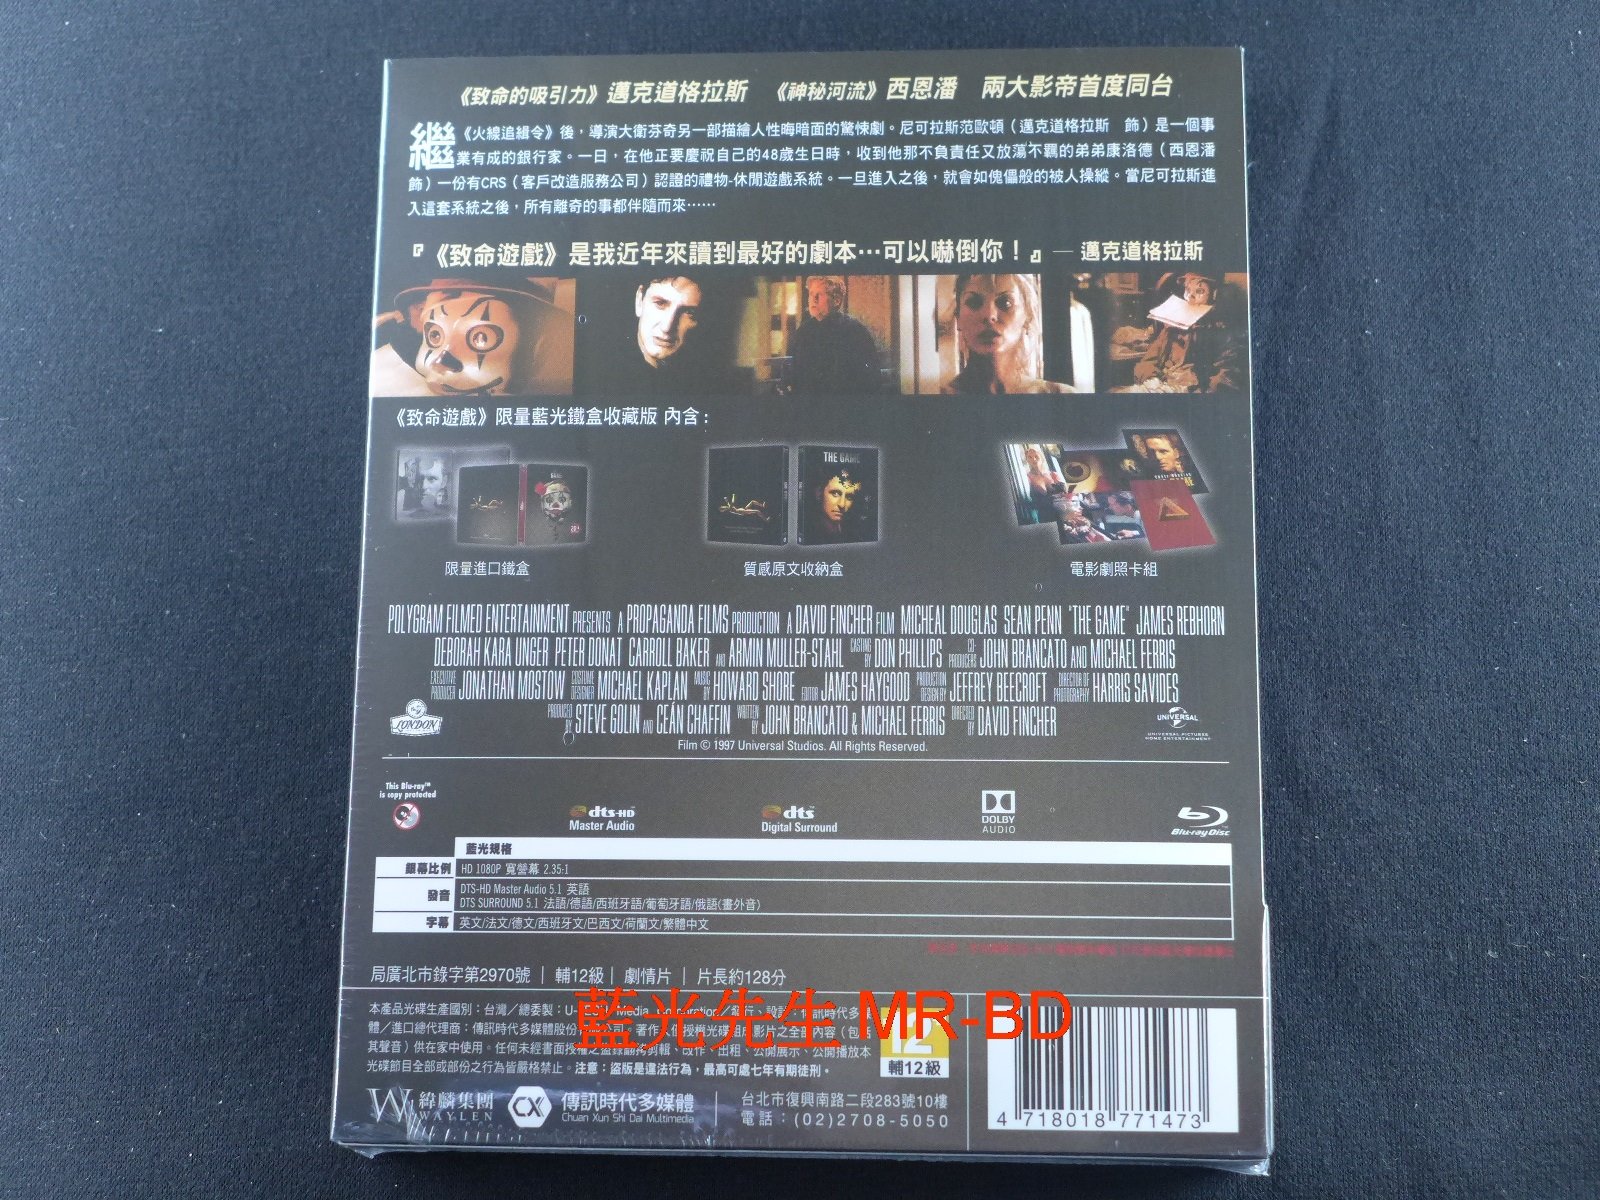 《致命的吸引力》邁克道格拉斯 《神秘河流》西恩潘 兩大影帝首度同台
繼《火線追緝令》後，導演大衛芬奇另一部描繪人性晦暗面的驚悚劇。尼可拉斯范歐頓（邁克道格拉斯 飾）是一個事
業有成的銀行家。一日，在他正要慶祝自己的48歲生日時，收到他那不負責任又放蕩不羈的弟弟康洛德（西恩潘
飾）一份有CRS（客戶改造服務公司）認證的禮物-休閒遊戲系統。一旦進入之後，就會如傀儡般的被人操縱。當尼可拉斯進
入這套系統之後，所有離奇的事都伴隨而來⋯⋯
『《致命遊戲》是我近年來讀到最好的劇本⋯可以嚇倒你！』— 邁克道格拉斯
《致命遊戲》限量藍光鐵盒收藏版 內含：
THE GAME
限量進口鐵盒 質感原文收納盒 電影劇照卡組
POLYGRAM FILMED ENTERTAINMENT PRESENTS A PROPAGANDA FILMS PRODUCTION A DAVID FINCHER FILM MICHEAL DOUGLAS SEAN PENN "THE GAME" JAMES REBHORN
DEBORAH KARA UNGER PETER DONAT CARROLL BAKER AND ARMIN MULLER-STAHL CASTING BY DON PHILLIPS CO-PRODUCERS JOHN BRANCATO AND MICHAEL FERRIS
EXECUTIVE PRODUCER JONATHAN MOSTOW COSTUME DESIGNER MICHAEL KAPLAN MUSIC BY HOWARD SHORE EDITOR JAMES HAYGOOD PRODUCTION DESIGN BY JEFFREY BEECROFT DIRECTOR OF PHOTOGRAPHY HARRIS SAVIDES
PRODUCED BY STEVE GOLIN AND CEÁN CHAFFIN WRITTEN BY JOHN BRANCATO & MICHAEL FERRIS DIRECTED BY DAVID FINCHER
LONDON
UNIVERSAL
UNIVERSAL PICTURES
HOME ENTERTAINMENT
Film © 1997 Universal Studios. All Rights Reserved.
This Blu-ray™
is copy protected
dts-HD
Master Audio
dts
Digital Surround
DOLBY
AUDIO
Blu-ray Disc
藍光規格
銀幕比例 HD 1080P 寬螢幕 2.35:1
發音 DTS-HD Master Audio 5.1 英語
DTS SURROUND 5.1 法語/德語/西班牙語/葡萄牙語/俄語(畫外音)
字幕 英文/法文/德文/西班牙文/巴西文/荷蘭文/繁體中文
局廣北市錄字第2970號 | 輔12級 | 劇情片 | 片長約128分
藍光先生 MR-BD
本產品光碟生產國別：台灣／總委製：Media Corporation
體／進口總代理商：傳訊時代多媒體股份
其聲音）供在家中使用。任何未經書面授權之盜錄翻拷剪輯、改作、出租、公開展示、公開播放本
光碟節目全部或部份之行為皆嚴格禁止。注意：盜版是違法行為，最高可處七年有期徒刑。
12
輔12級
緯麟集團
WAYLEN
CX
傳訊時代多媒體
Chuan Xun Shi Dai Multimedia
台北市復興南路二段283號10樓
電話：(02)2708-5050
4 718018 771473